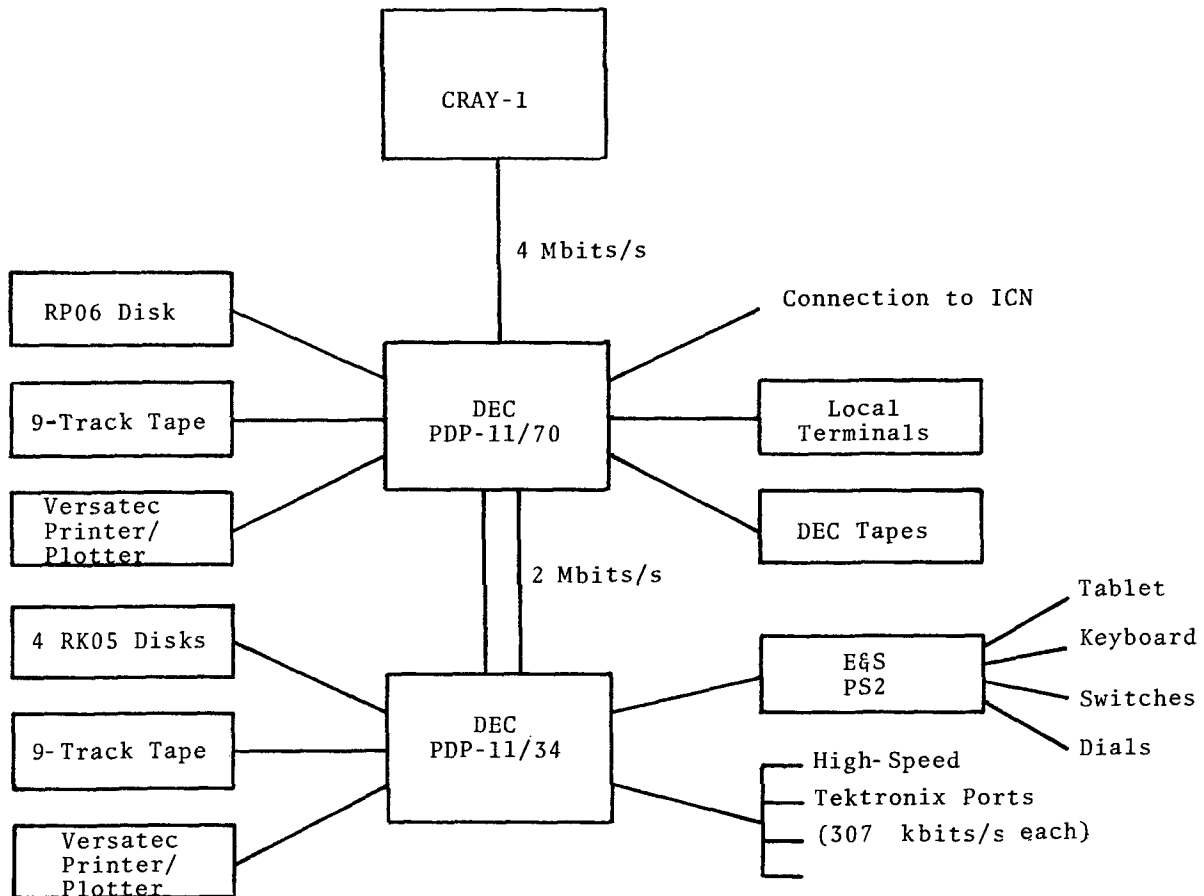 CRAY-1
4 Mbits/s
RP06 Disk
Connection to ICN
9-Track Tape
DEC
PDP-11/70
Local
Terminals
Versatec
Printer/
Plotter
DEC Tapes
2 Mbits/s
4 RK05 Disks
E&S
PS2
Tablet
Keyboard
Switches
Dials
9-Track Tape
DEC
PDP-11/34
High-Speed
Tektronix Ports
(307 kbits/s each)
Versatec
Printer/
Plotter